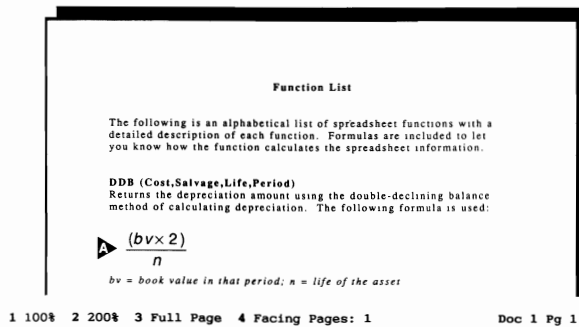 Function List
The following is an alphabetical list of spreadsheet functions with a
detailed description of each function. Formulas are included to let
you know how the function calculates the spreadsheet information.
DDB (Cost,Salvage,Life,Period)
Returns the depreciation amount using the double-declining balance
method of calculating depreciation. The following formula is used:
A (bv× 2)
n
bv = book value in that period; n = life of the asset
1 100% 2 200% 3 Full Page 4 Facing Pages: 1 Doc 1 Pg 1